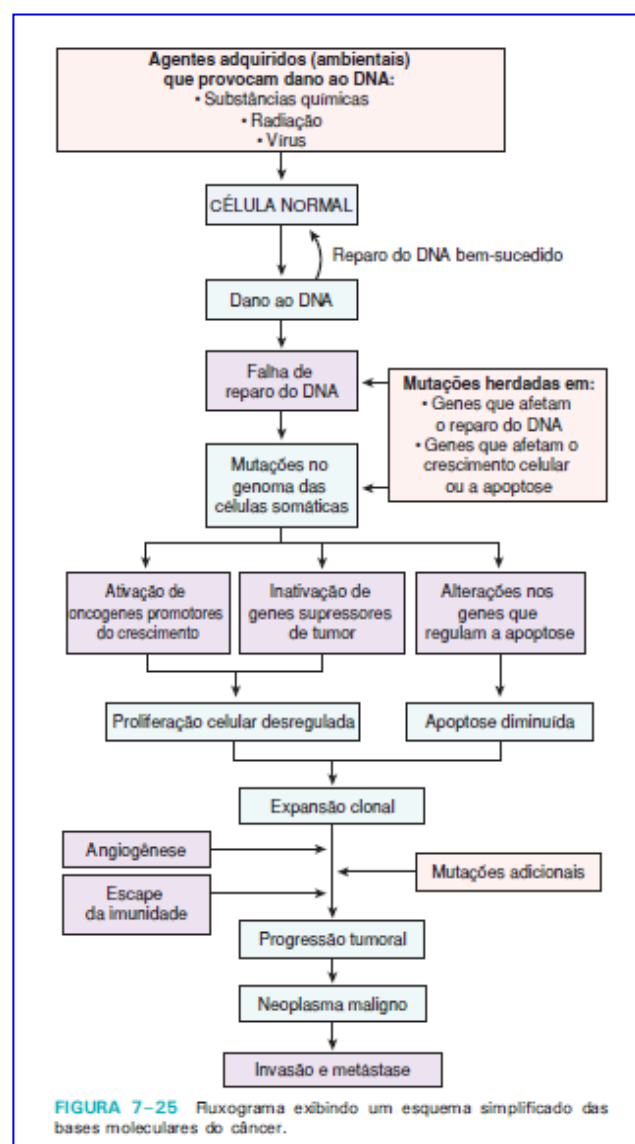 Agentes adquiridos (ambientais)
que provocam dano ao DNA:
• Substâncias químicas
• Radiação
• Vírus
CÉLULA NORMAL
Reparo do DNA bem-sucedido
Dano ao DNA
Falha de
reparo do DNA
Mutações herdadas em:
• Genes que afetam
o reparo do DNA
• Genes que afetam o
crescimento celular
ou a apoptose
Mutações no
genoma das
células somáticas
Ativação de
oncogenes promotores
do crescimento
Inativação de
genes supressores
de tumor
Alterações nos
genes que
regulam a apoptose
Proliferação celular desregulada
Apoptose diminuída
Expansão clonal
Angiogênese
Mutações adicionais
Escape
da imunidade
Progressão tumoral
Neoplasma maligno
Invasão e metástase
FIGURA 7–25 Fluxograma exibindo um esquema simplificado das
bases moleculares do câncer.